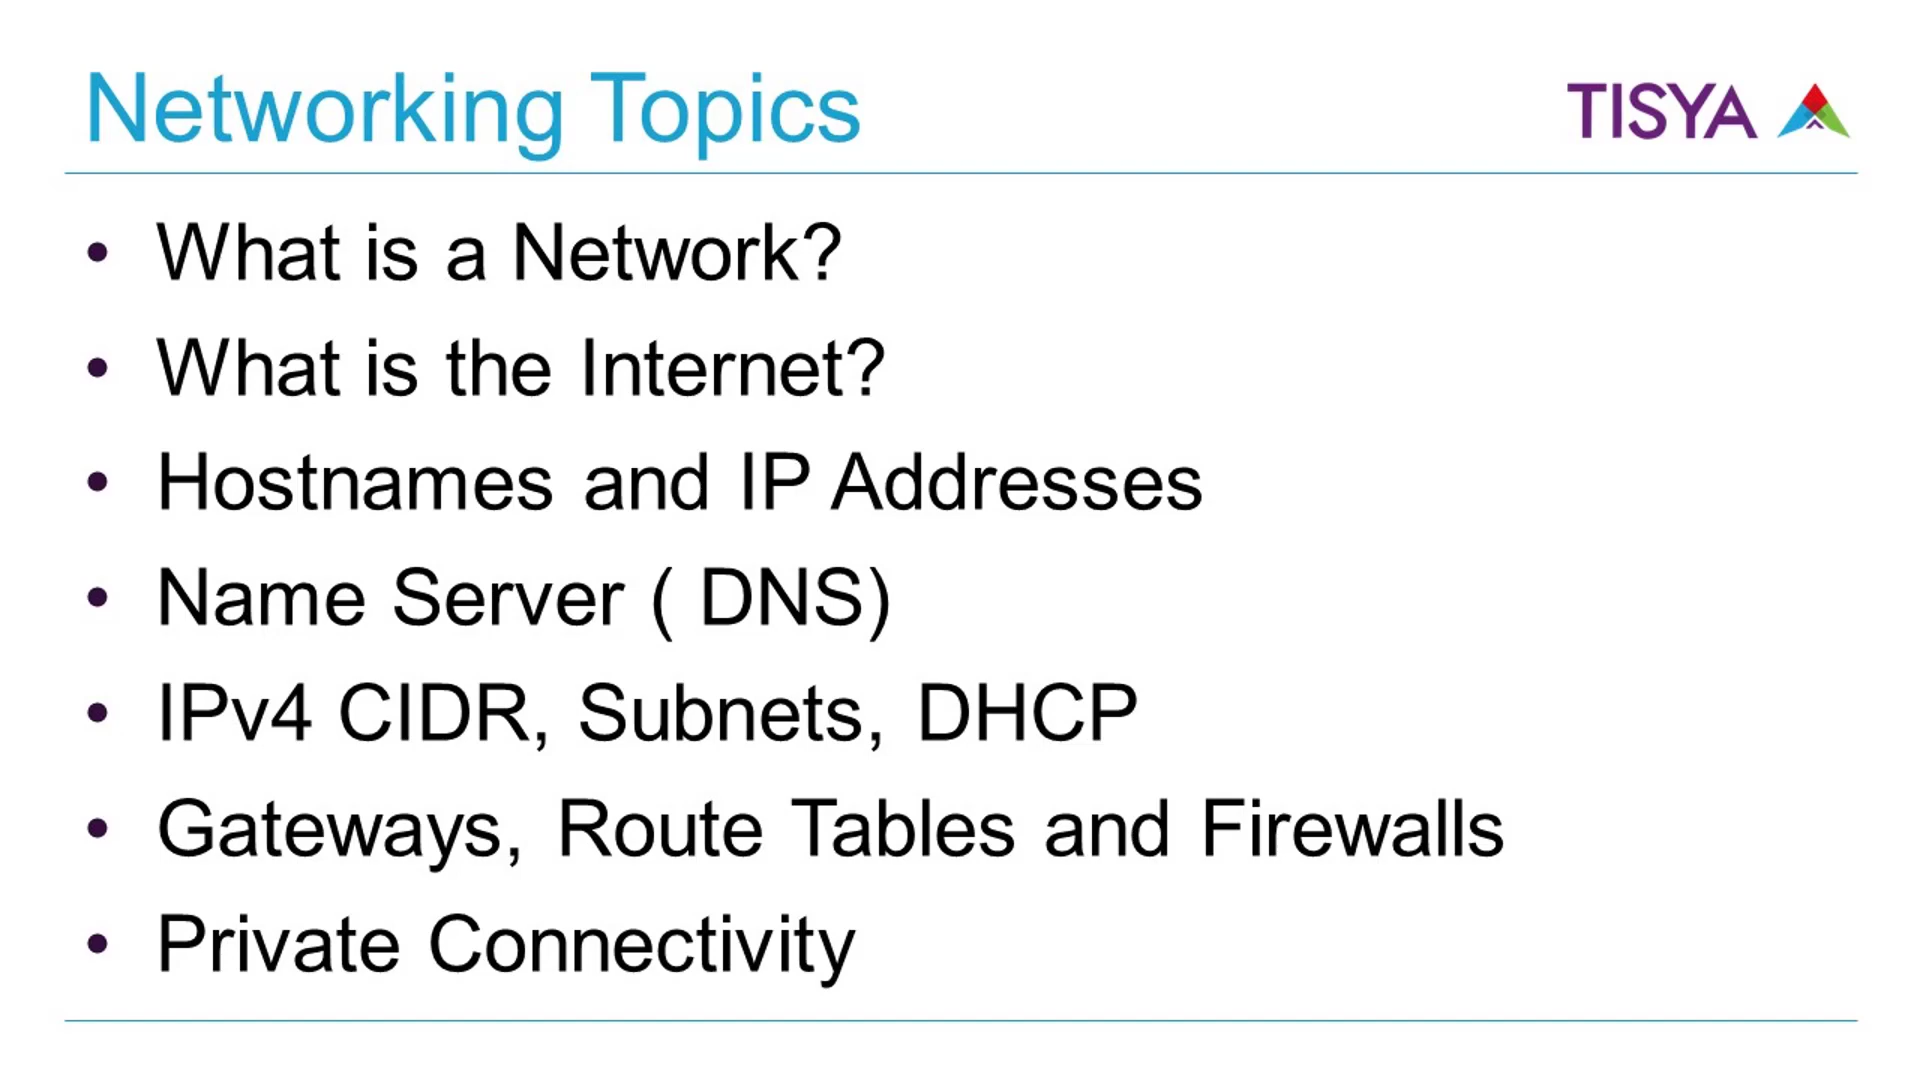 Networking Topics
TISYA
• What is a Network?
• What is the Internet?
• Hostnames and IP Addresses
• Name Server ( DNS)
• IPv4 CIDR, Subnets, DHCP
• Gateways, Route Tables and Firewalls
• Private Connectivity